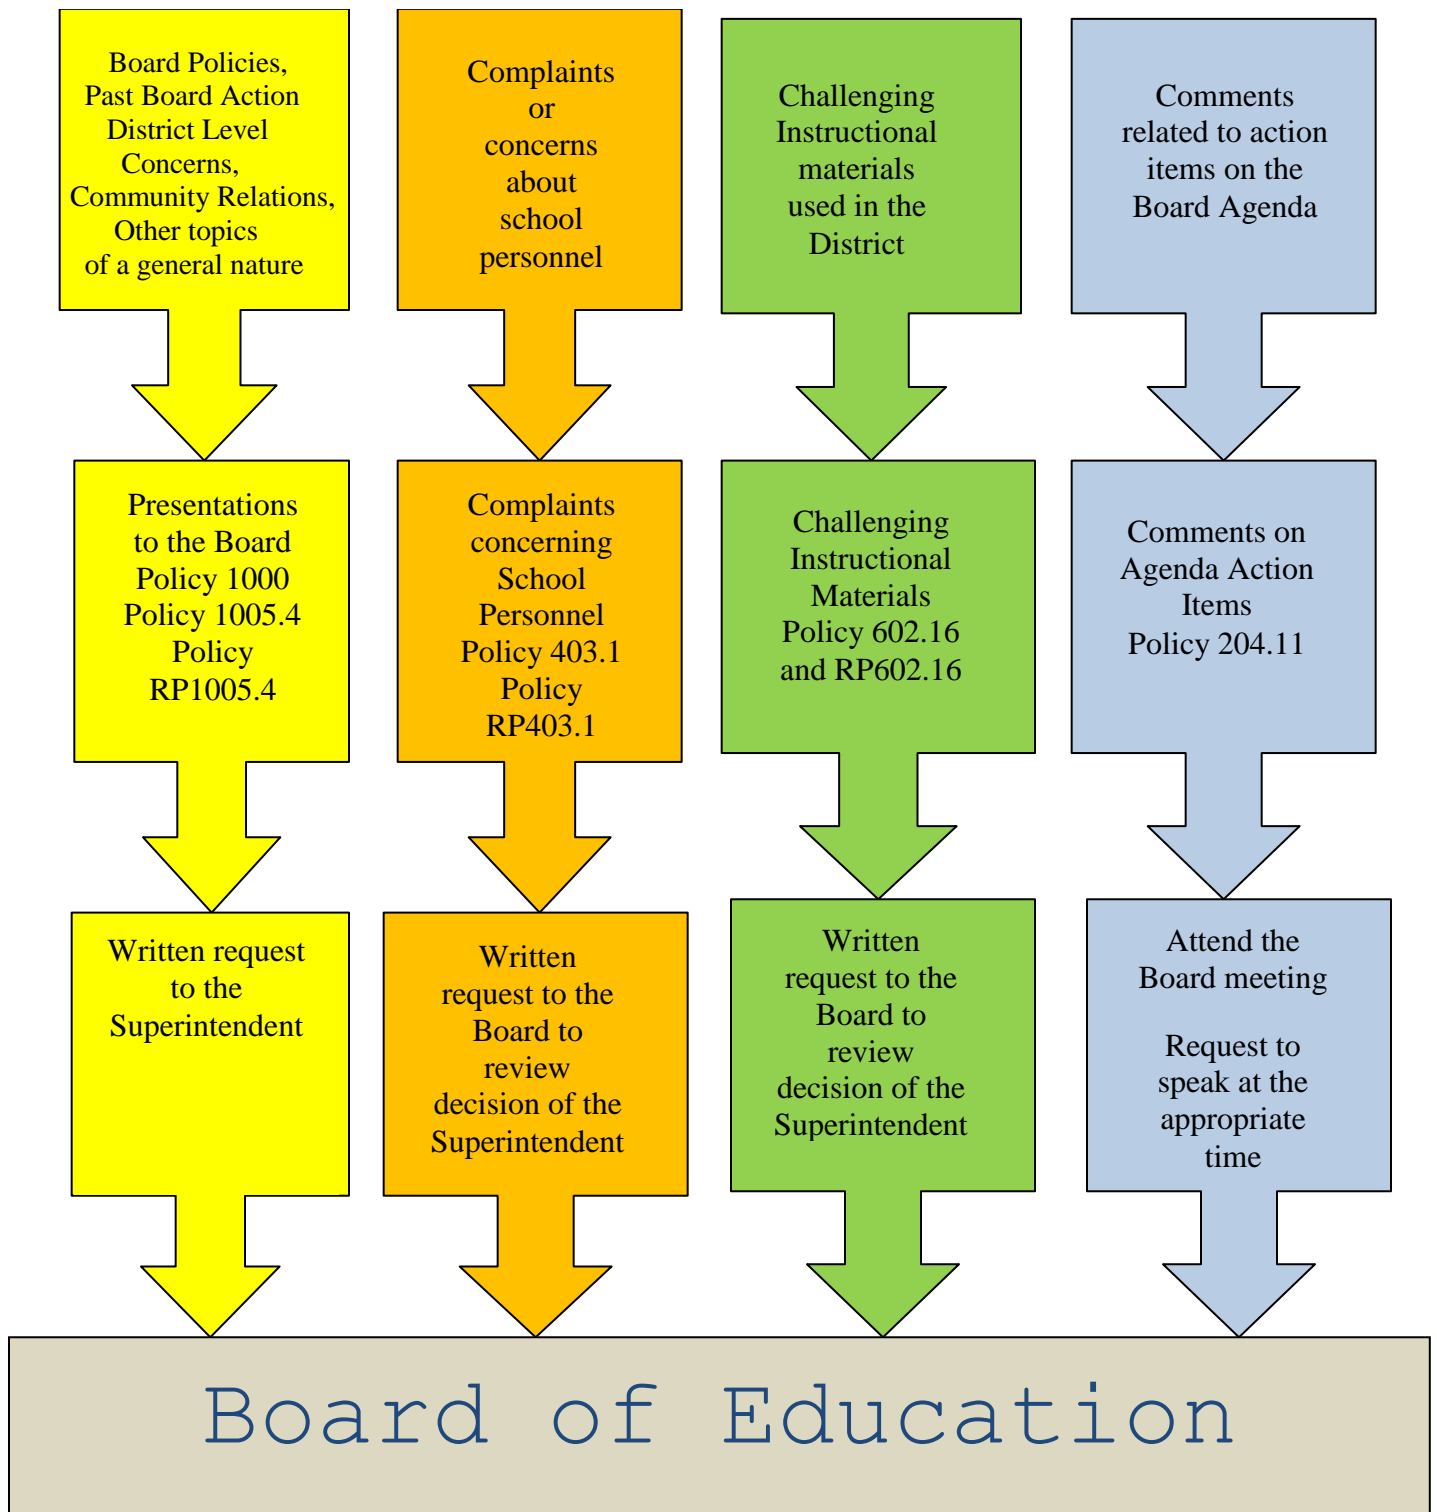 Board Policies,
Past Board Action
District Level
Concerns,
Community Relations,
Other topics
of a general nature
Complaints
or
concerns
about
school
personnel
Challenging
Instructional
materials
used in the
District
Comments
related to action
items on the
Board Agenda
Presentations
to the Board
Policy 1000
Policy 1005.4
Policy
RP1005.4
Complaints
concerning
School
Personnel
Policy 403.1
Policy
RP403.1
Challenging
Instructional
Materials
Policy 602.16
and RP602.16
Comments on
Agenda Action
Items
Policy 204.11
Written request
to the
Superintendent
Written
request to the
Board to
review
decision of the
Superintendent
Written
request to the
Board to
review
decision of the
Superintendent
Attend the
Board meeting
Request to
speak at the
appropriate
time
Board of Education